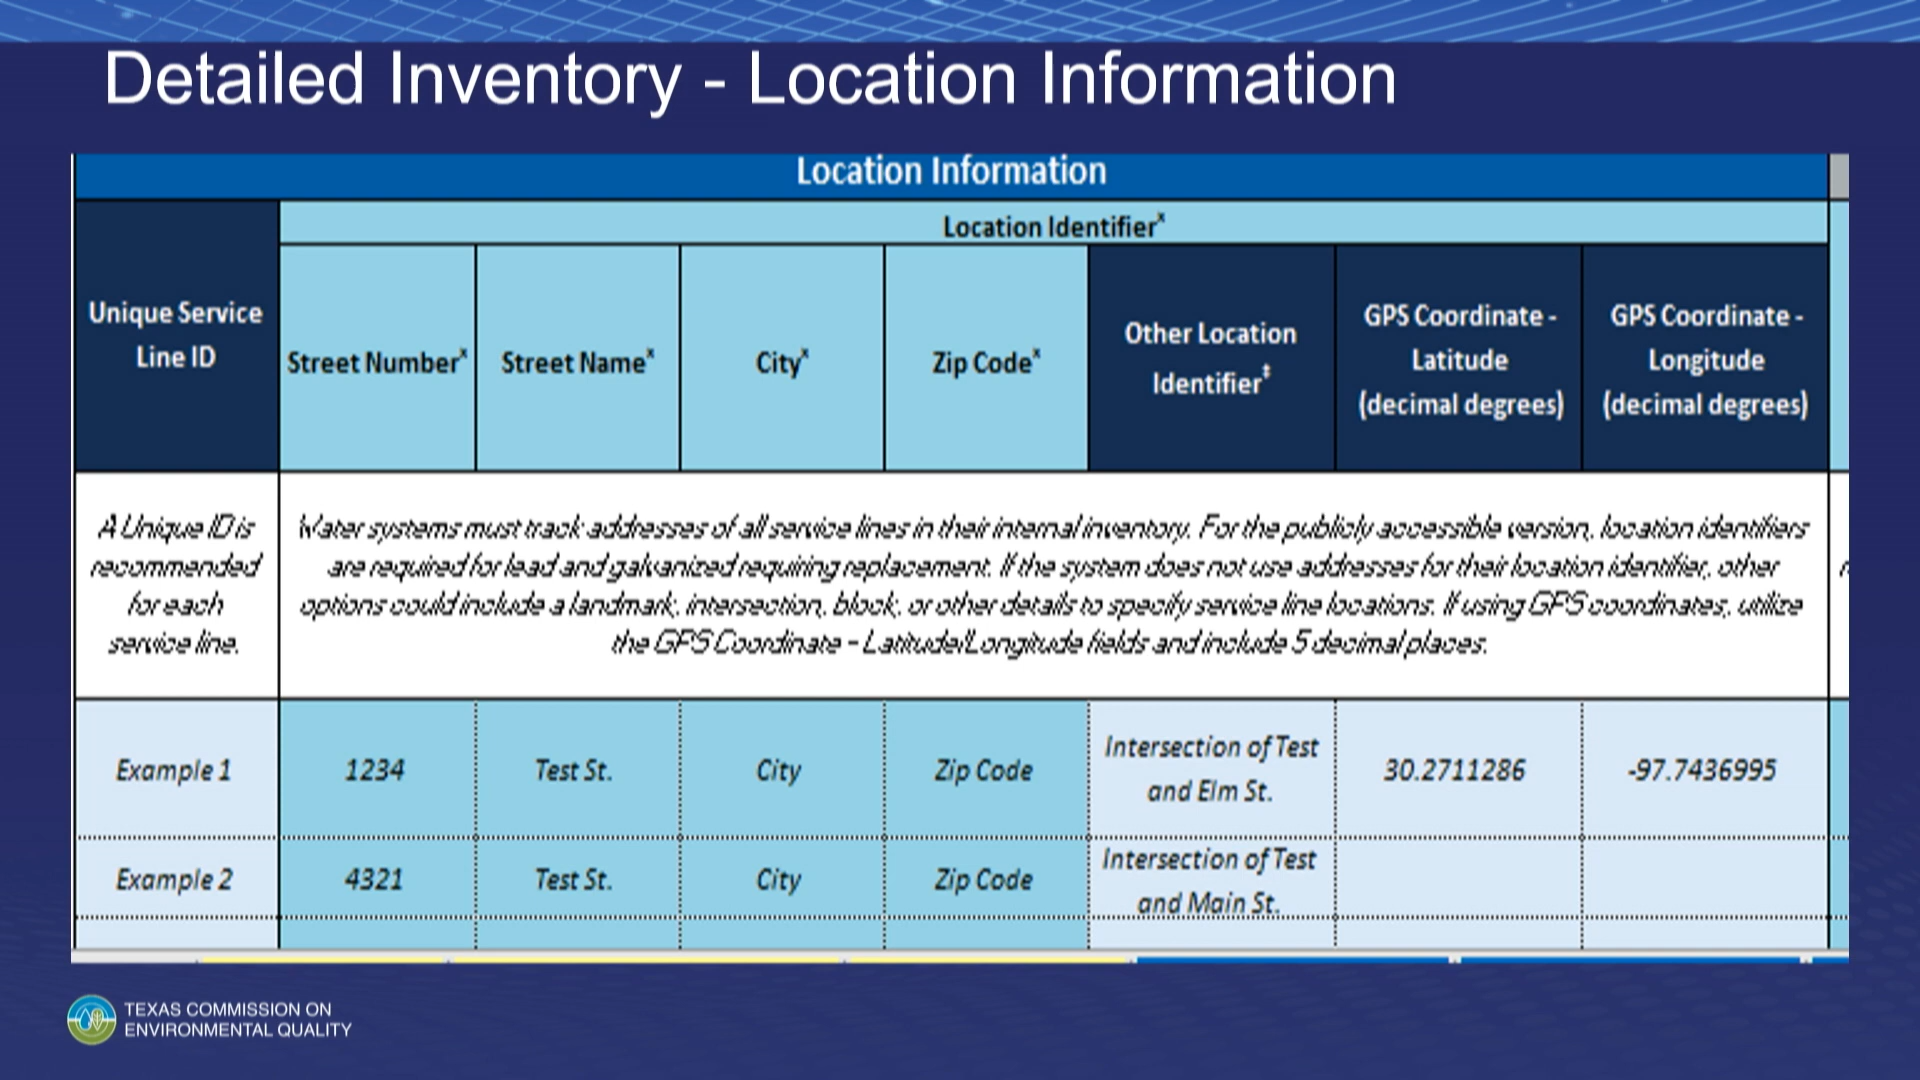 Detailed Inventory - Location Information
Location Information
Location Identifierˣ
Unique Service
Line ID
Street Numberˣ
Street Nameˣ
Cityˣ
Zip Codeˣ
Other Location
Identifier‡
GPS Coordinate -
Latitude
(decimal degrees)
GPS Coordinate -
Longitude
(decimal degrees)
A Unique ID is
recommended
for each
service line.
Water systems must track addresses of all service lines in their internal inventory. For the publicly accessible version, location identifiers
are required for lead and galvanized requiring replacement. If the system does not use addresses for their location identifier, other
options could include a landmark, intersection, block, or other details to specify service line locations. If using GPS coordinates, utilize
the GPS Coordinate – Latitude/Longitude fields and include 5 decimal places.
Example 1
1234
Test St.
City
Zip Code
Intersection of Test
and Elm St.
30.2711286
-97.7436995
Example 2
4321
Test St.
City
Zip Code
Intersection of Test
and Main St.
TEXAS COMMISSION ON
ENVIRONMENTAL QUALITY